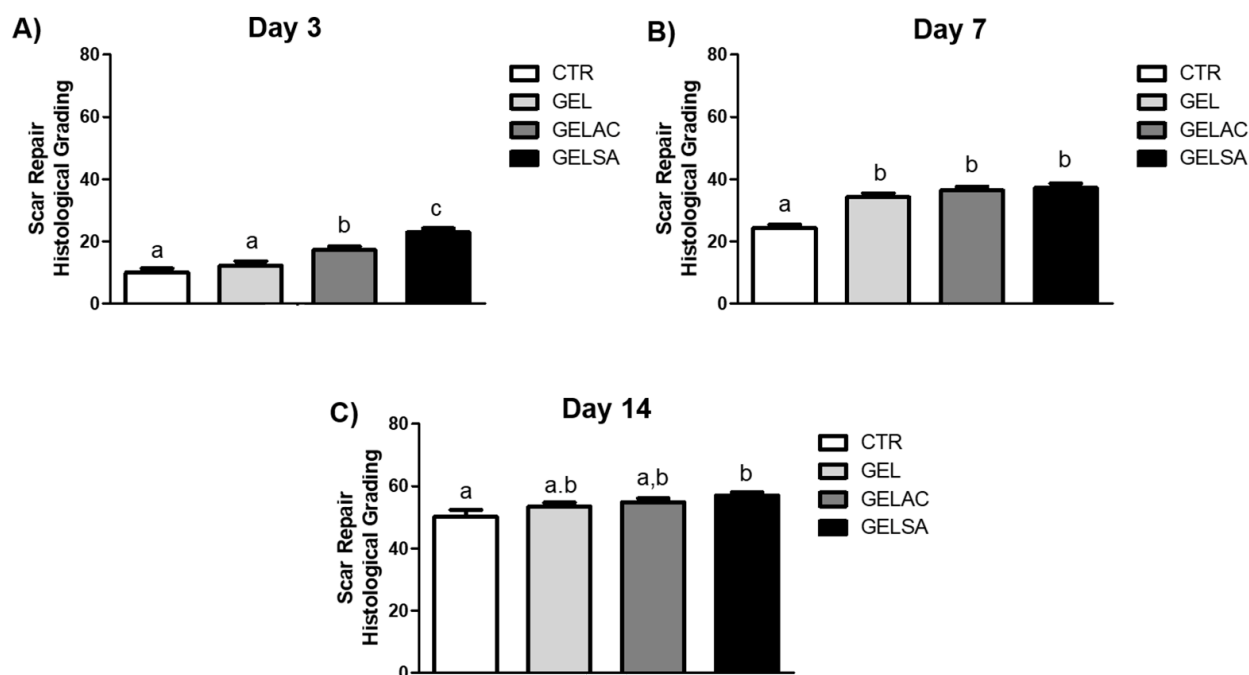 A)
Day 3
80
60
40
20
0
Scar Repair
Histological Grading
a
a
b
c
CTR
GEL
GELAC
GELSA
B)
Day 7
80
60
40
20
0
Scar Repair
Histological Grading
a
b
b
b
CTR
GEL
GELAC
GELSA
C)
Day 14
80
60
40
20
0
Scar Repair
Histological Grading
a
a.b
a,b
b
CTR
GEL
GELAC
GELSA